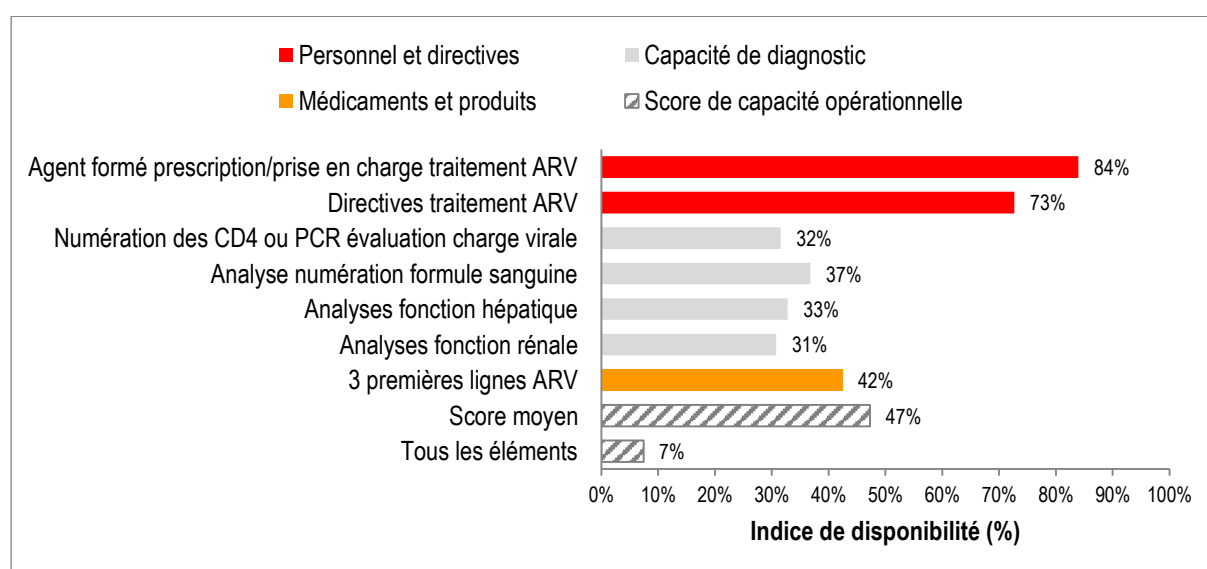 Personnel et directives
Capacité de diagnostic
Médicaments et produits
Score de capacité opérationnelle
Agent formé prescription/prise en charge traitement ARV 84%
Directives traitement ARV 73%
Numération des CD4 ou PCR évaluation charge virale 32%
Analyse numération formule sanguine 37%
Analyses fonction hépatique 33%
Analyses fonction rénale 31%
3 premières lignes ARV 42%
Score moyen 47%
Tous les éléments 7%
0% 10% 20% 30% 40% 50% 60% 70% 80% 90% 100%
Indice de disponibilité (%)